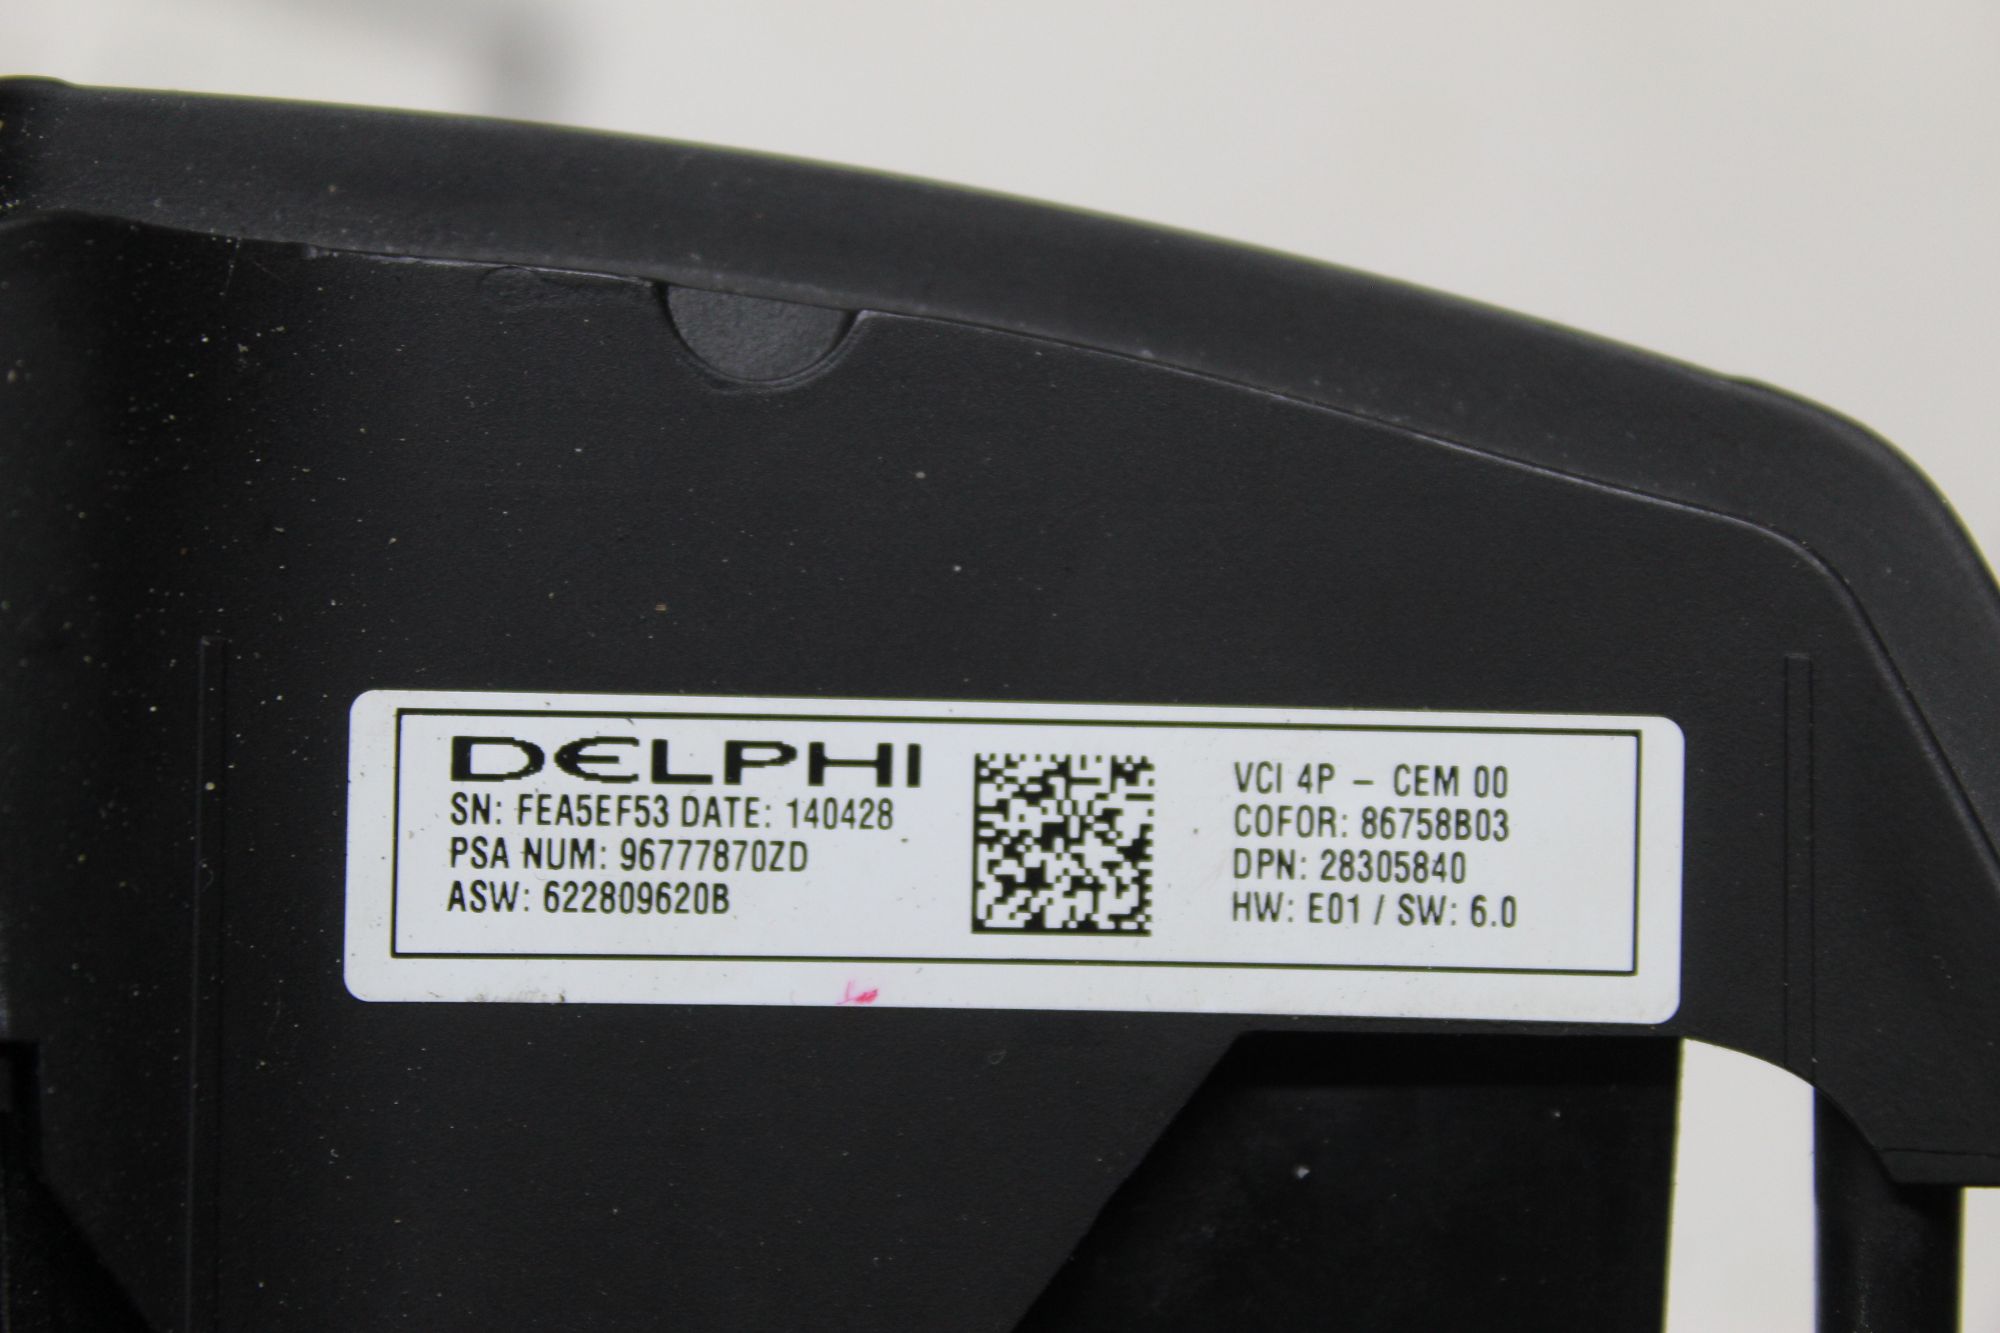 DELPHI
SN: FEA5EF53 DATE: 140428
PSA NUM: 96777870ZD
ASW: 622809620B
VCI 4P - CEM 00
COFOR: 86758B03
DPN: 28305840
HW: E01 / SW: 6.0